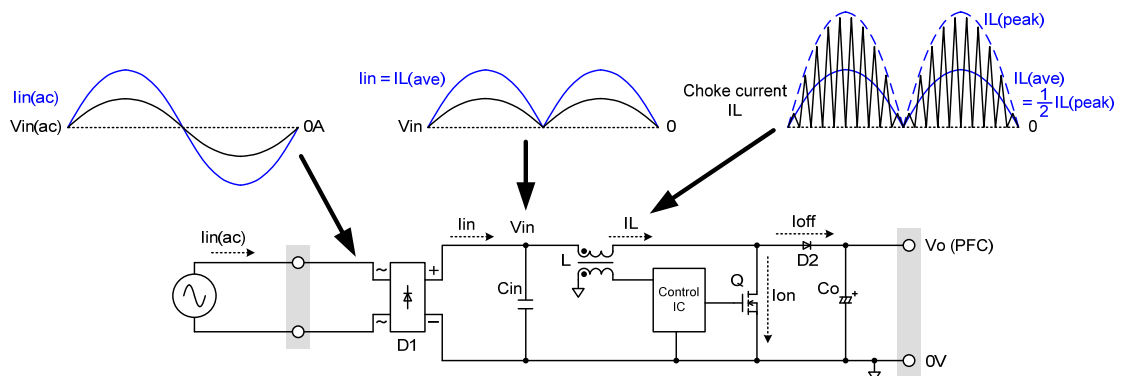 Iin(ac)
Vin(ac)
0A
Iin = IL(ave)
Vin
0
Choke current
IL
IL(peak)
IL(ave)
= 1/2 IL(peak)
0
Iin(ac)
Iin
Vin
IL
Ioff
L
D2
Vo (PFC)
~
+
Cin
Control
IC
Q
Ion
Co
+
~
−
D1
0V